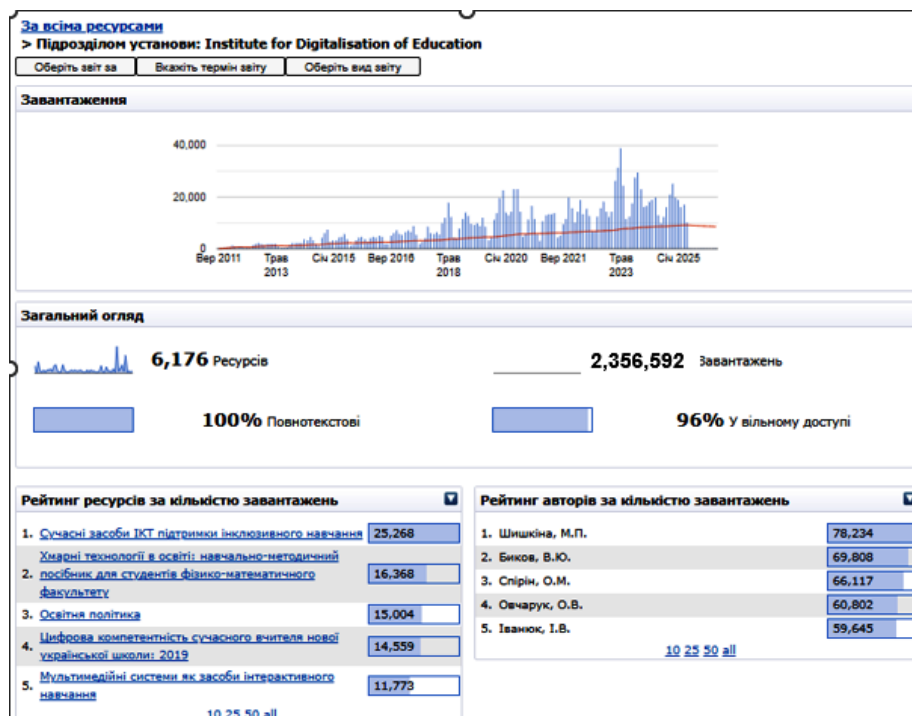 За всіма ресурсами
> Підрозділом установи: Institute for Digitalisation of Education
Оберіть звіт за Вкажіть термін звіту Оберіть вид звіту
Завантаження
40,000
20,000
0
Вер 2011 Трав 2013 Січ 2015 Вер 2016 Трав 2018 Січ 2020 Вер 2021 Трав 2023 Січ 2025
Загальний огляд
6,176 Ресурсів
2,356,592 Завантажень
100% Повнотекстові
96% У вільному доступі
Рейтинг ресурсів за кількістю завантажень
1. Сучасні засоби ІКТ підтримки інклюзивного навчання 25,268
Хмарні технології в освіті: навчально-методичний
2. посібник для студентів фізико-математичного 16,368
факультету
3. Освітня політика 15,004
4. Цифрова компетентність сучасного вчителя нової 14,559
української школи: 2019
5. Мультимедійні системи як засоби інтерактивного 11,773
навчання
10 25 50 all
Рейтинг авторів за кількістю завантажень
1. Шишкіна, М.П. 78,234
2. Биков, В.Ю. 69,808
3. Спірін, О.М. 66,117
4. Овчарук, О.В. 60,802
5. Іванюк, І.В. 59,645
10 25 50 all